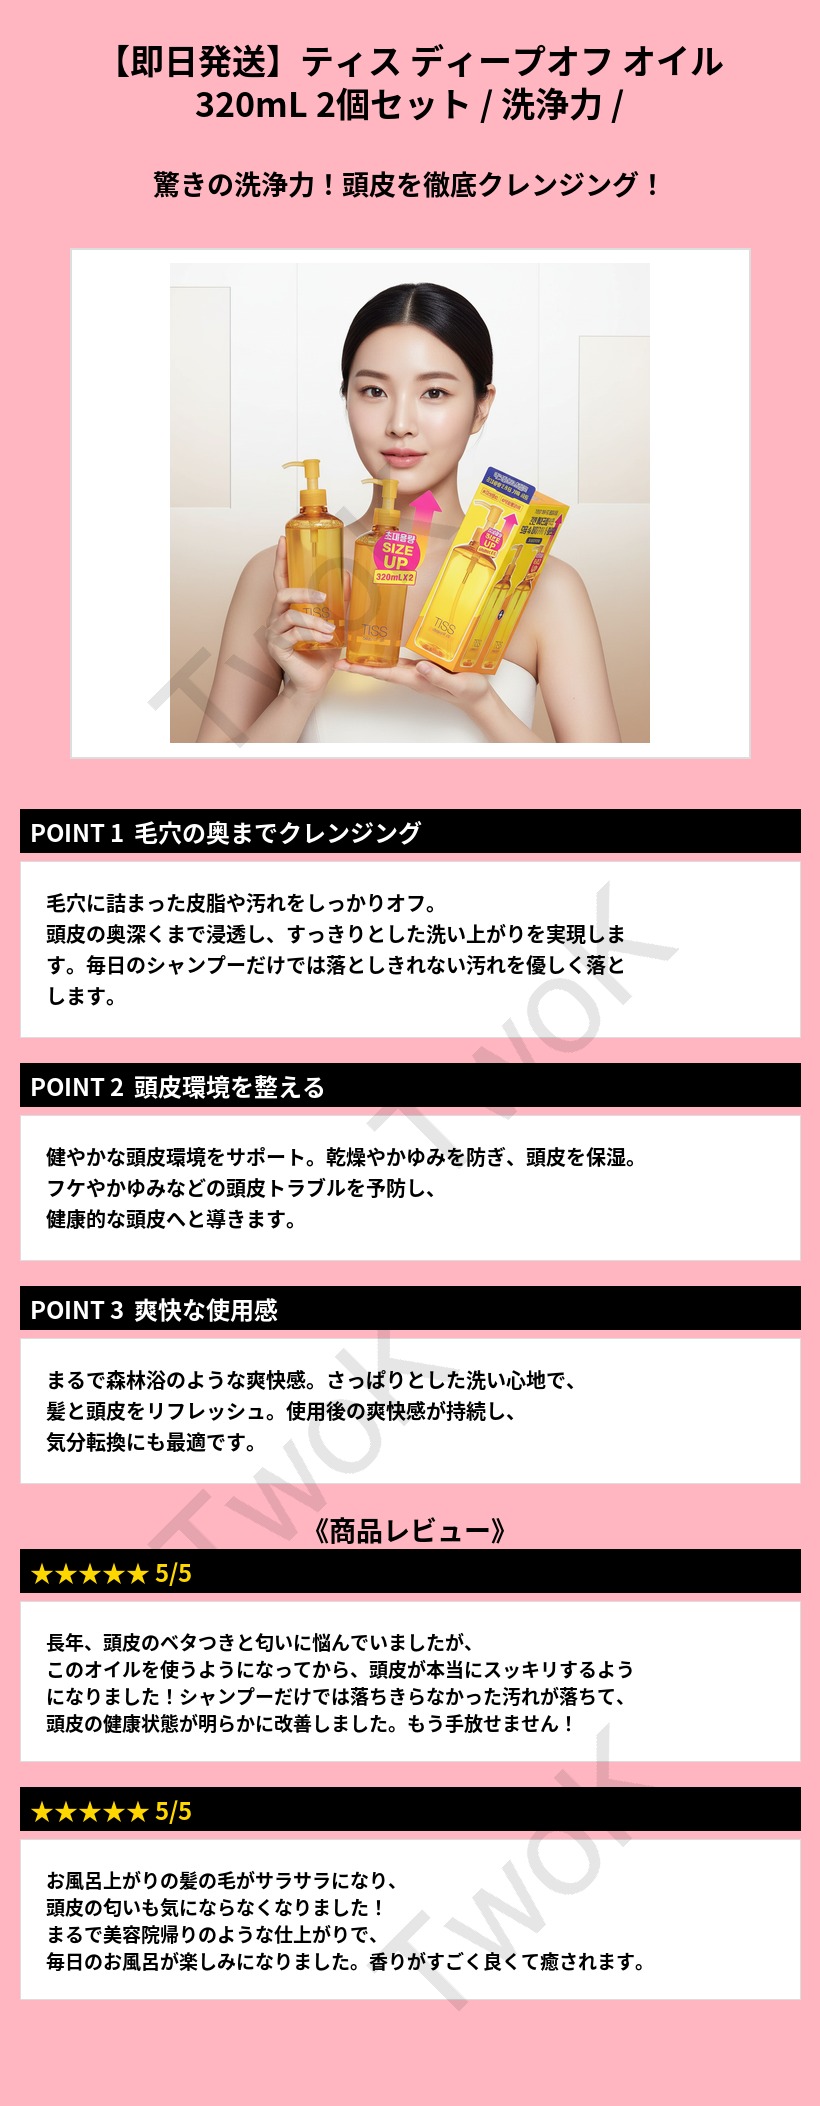 【即日発送】ティス ディープオフ オイル
320mL 2個セット / 洗浄力 /
驚きの洗浄力！頭皮を徹底クレンジング！
초대용량
SIZE
UP
320mLX2
TISS
TISS
SIZE
UP
TISS
TwoK
POINT 1 毛穴の奥までクレンジング
毛穴に詰まった皮脂や汚れをしっかりオフ。
頭皮の奥深くまで浸透し、すっきりとした洗い上がりを実現しま
す。毎日のシャンプーだけでは落としきれない汚れを優しく落と
します。
TwoK
POINT 2 頭皮環境を整える
健やかな頭皮環境をサポート。乾燥やかゆみを防ぎ、頭皮を保湿。
フケやかゆみなどの頭皮トラブルを予防し、
健康的な頭皮へと導きます。
POINT 3 爽快な使用感
まるで森林浴のような爽快感。さっぱりとした洗い心地で、
髪と頭皮をリフレッシュ。使用後の爽快感が持続し、
気分転換にも最適です。
TwoK
《商品レビュー》
★★★★★ 5/5
長年、頭皮のベタつきと匂いに悩んでいましたが、
このオイルを使うようになってから、頭皮が本当にスッキリするよう
になりました！シャンプーだけでは落ちきらなかった汚れが落ちて、
頭皮の健康状態が明らかに改善しました。もう手放せません！
★★★★★ 5/5
お風呂上がりの髪の毛がサラサラになり、
頭皮の匂いも気にならなくなりました！
まるで美容院帰りのような仕上がりで、
毎日のお風呂が楽しみになりました。香りがすごく良くて癒されます。
TwoK